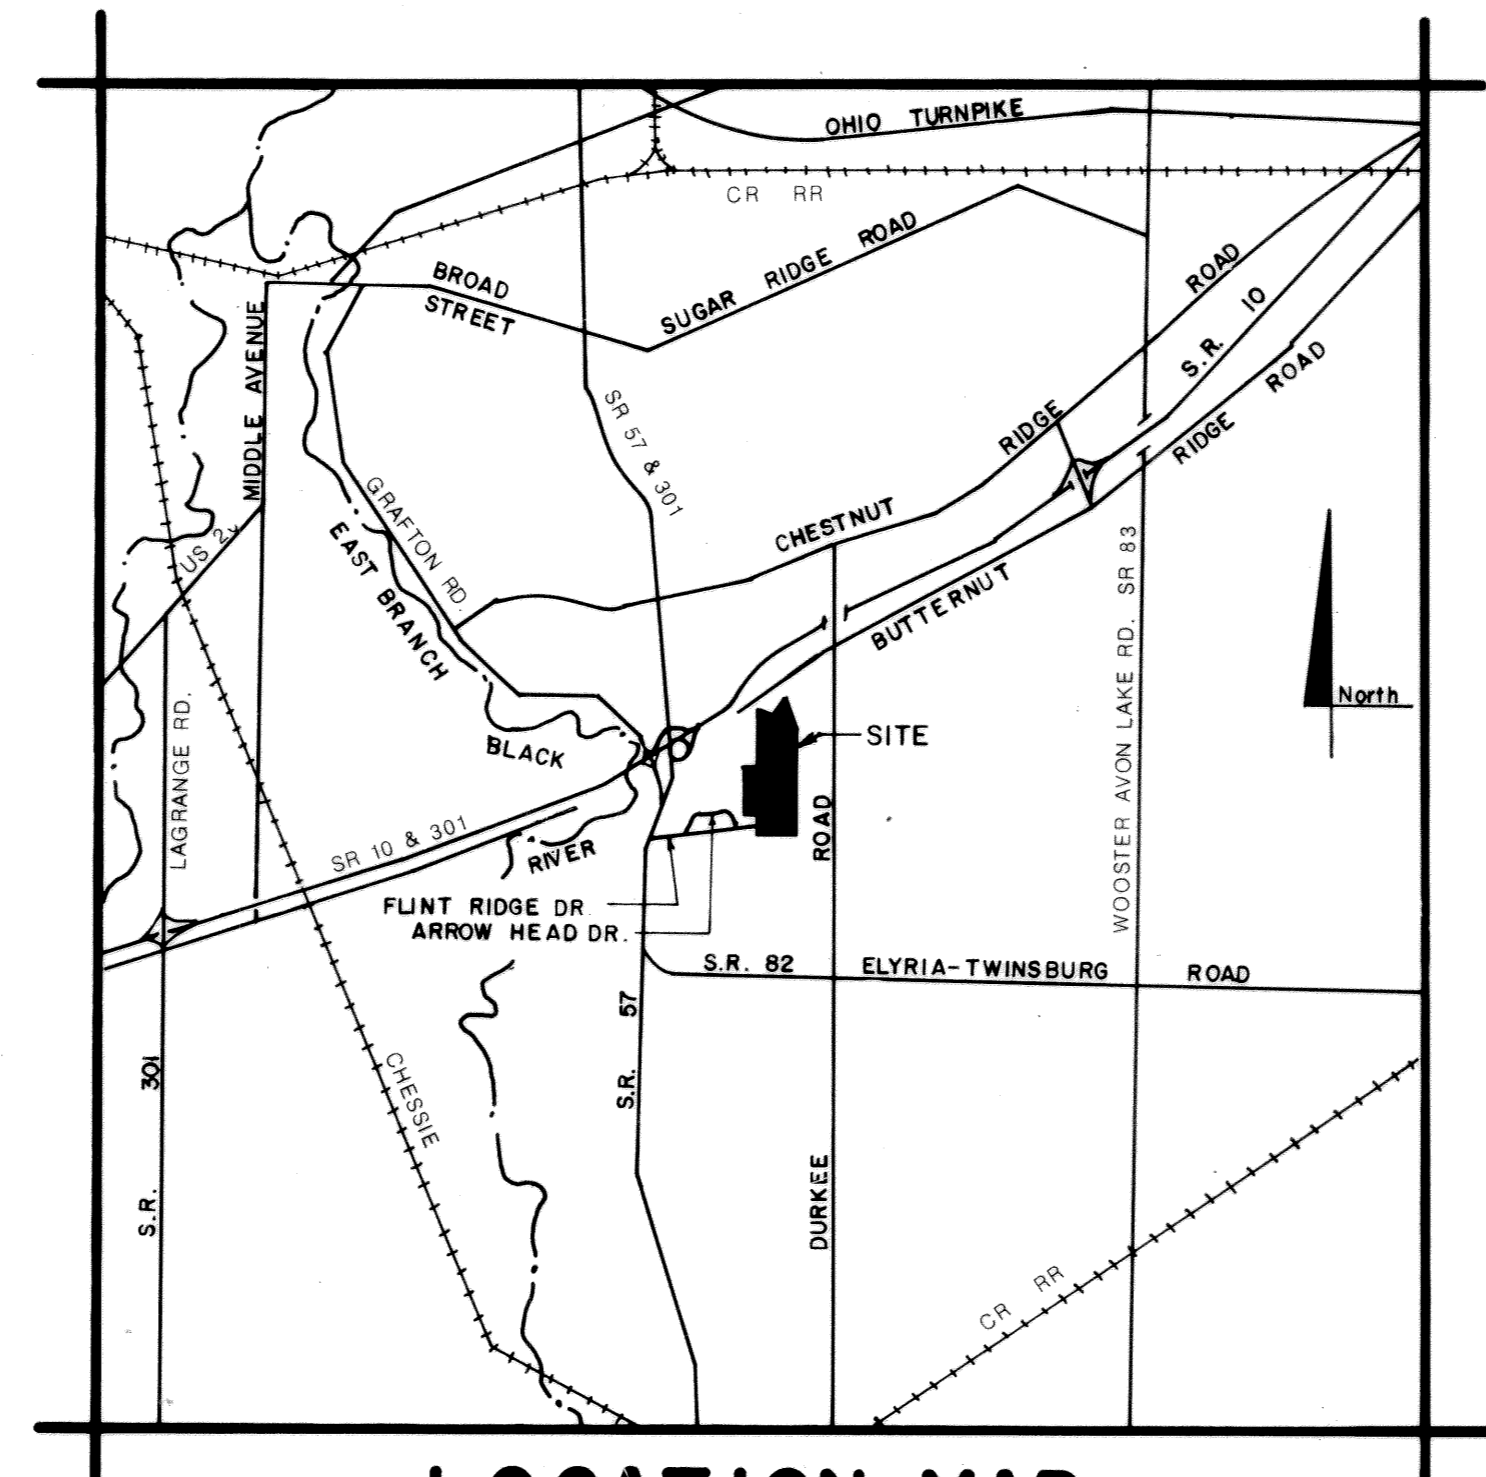 OHIO TURNPIKE
CR RR
SUGAR RIDGE ROAD
BROAD
STREET
MIDDLE AVENUE
SR 57 & 301
GRAFTON RD.
EAST BRANCH
BLACK
RIVER
CHESTNUT RIDGE ROAD
S.R. 10
BUTTERNUT RIDGE ROAD
US 20
LAGRANGE RD.
SR 10 & 301
WOOSTER AVON LAKE RD. SR 83
North
SITE
FLINT RIDGE DR
ARROW HEAD DR.
S.R. 82 ELYRIA-TWINSBURG ROAD
S.R. 57
S.R. 301
CHESSIE
DURKEE ROAD
CR RR
LOCATION MAP